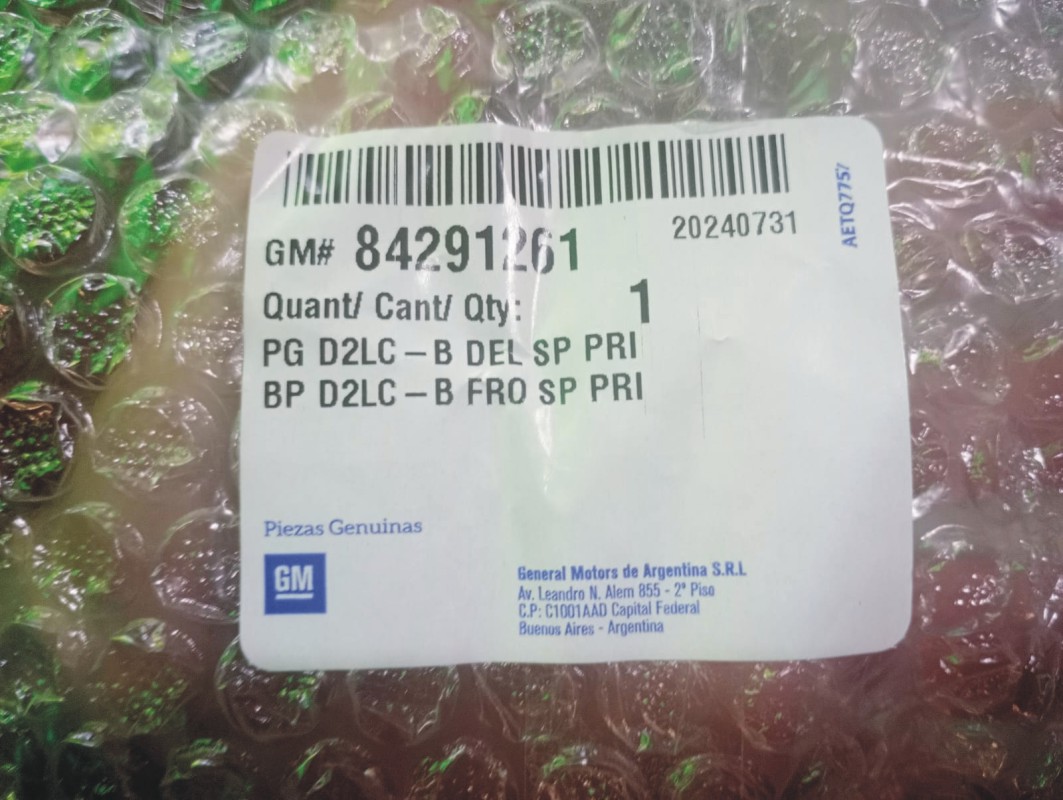 20240731
AETQ7757
GM# 84291261
Quant/ Cant/ Qty: 1
PG D2LC-B DEL SP PRI
BP D2LC-B FRO SP PRI
Piezas Genuinas
GM
General Motors de Argentina S.R.L
Av. Leandro N. Alem 855 - 2º Piso
C.P: C1001AAD Capital Federal
Buenos Aires - Argentina